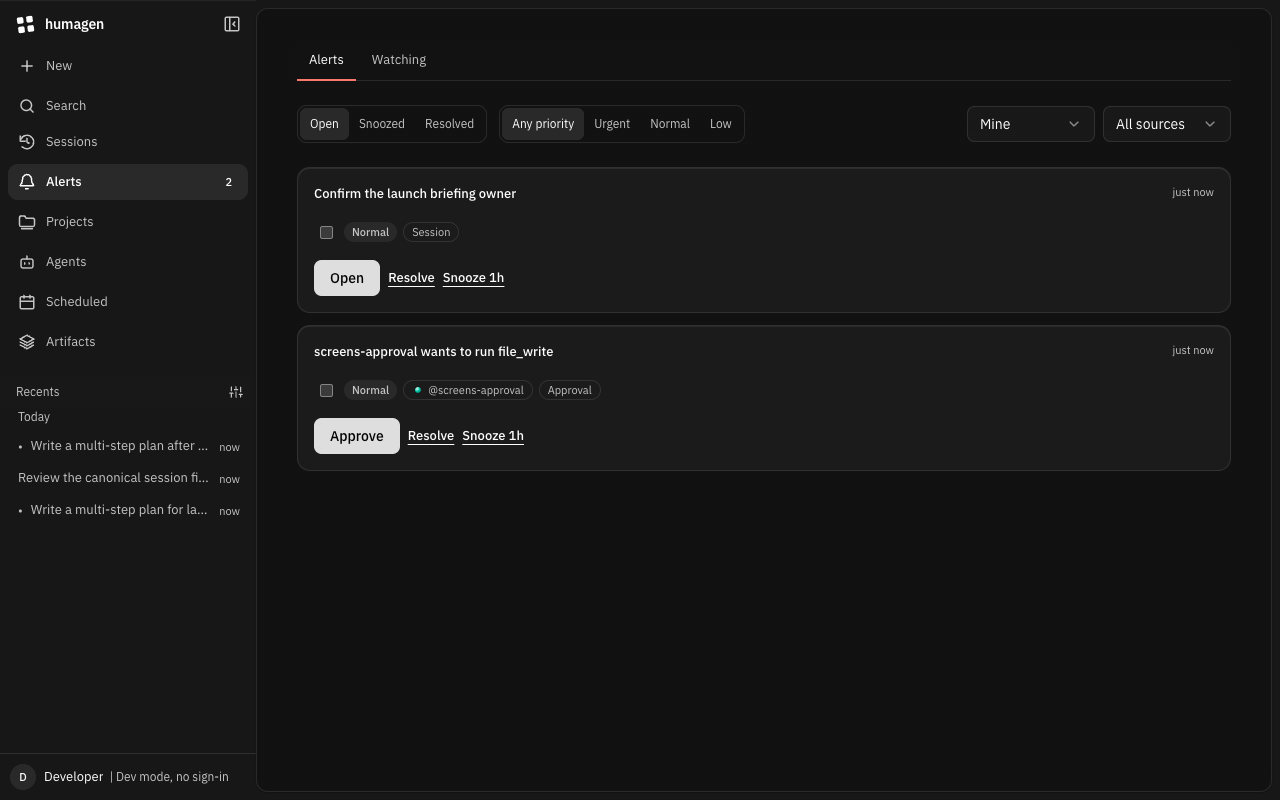 humagen
New
Search
Sessions
Alerts 2
Projects
Agents
Scheduled
Artifacts
Recents
Today
• Write a multi-step plan after ... now
Review the canonical session fi... now
• Write a multi-step plan for la... now
D Developer | Dev mode, no sign-in
Alerts Watching
Open Snoozed Resolved Any priority Urgent Normal Low Mine All sources
Confirm the launch briefing owner just now
Normal Session
Open Resolve Snooze 1h
screens-approval wants to run file_write just now
Normal @screens-approval Approval
Approve Resolve Snooze 1h